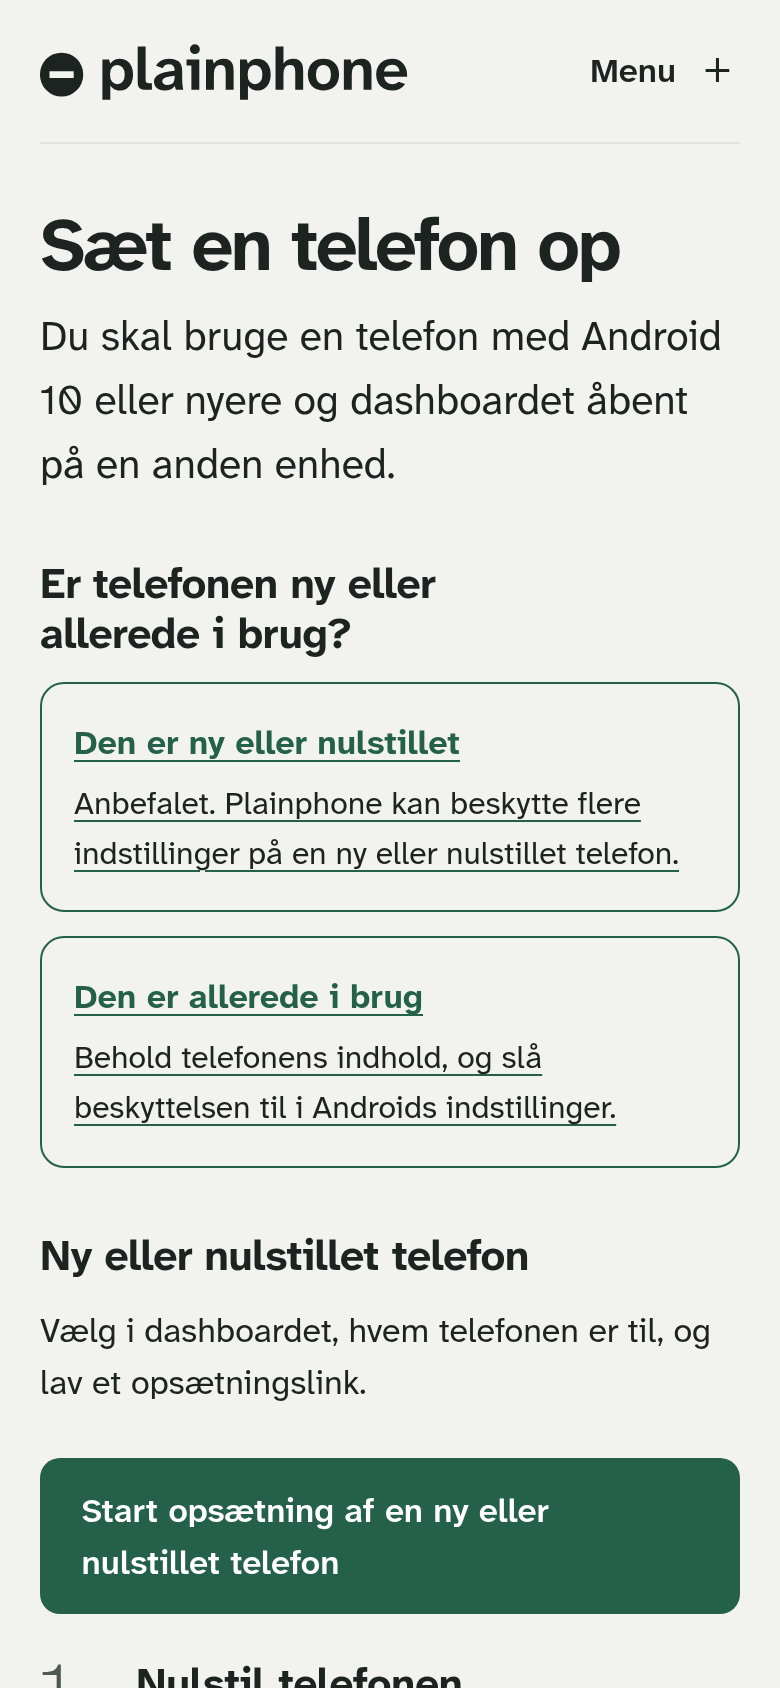 plainphone
Menu +
Sæt en telefon op
Du skal bruge en telefon med Android
10 eller nyere og dashboardet åbent
på en anden enhed.
Er telefonen ny eller
allerede i brug?
Den er ny eller nulstillet
Anbefalet. Plainphone kan beskytte flere
indstillinger på en ny eller nulstillet telefon.
Den er allerede i brug
Behold telefonens indhold, og slå
beskyttelsen til i Androids indstillinger.
Ny eller nulstillet telefon
Vælg i dashboardet, hvem telefonen er til, og
lav et opsætningslink.
Start opsætning af en ny eller
nulstillet telefon
1 Nulstil telefonen